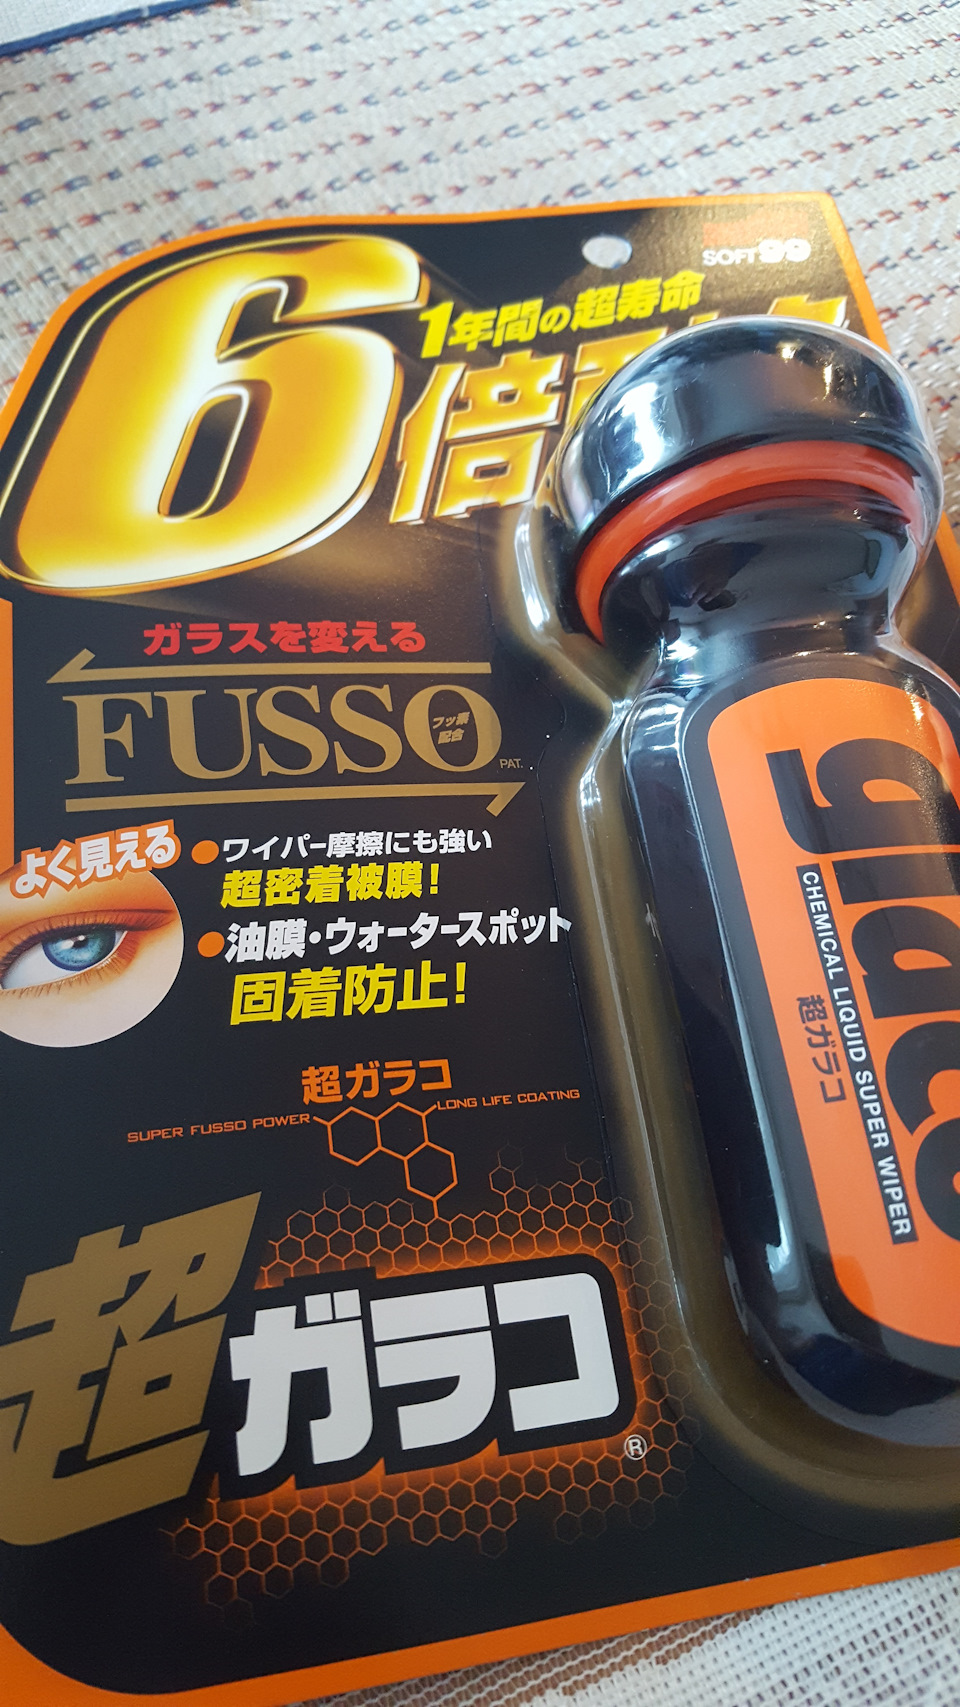 SOFT99
1年間の超寿命
6倍
ガラスを変える
FUSSO
フッ素
配合
PAT.
よく見える
●ワイパー摩擦にも強い
超密着被膜!
●油膜・ウォータースポット
固着防止!
超ガラコ
SUPER FUSSO POWER
LONG LIFE COATING
超ガラコ®
glaco
CHEMICAL LIQUID SUPER WIPER
超ガラコ